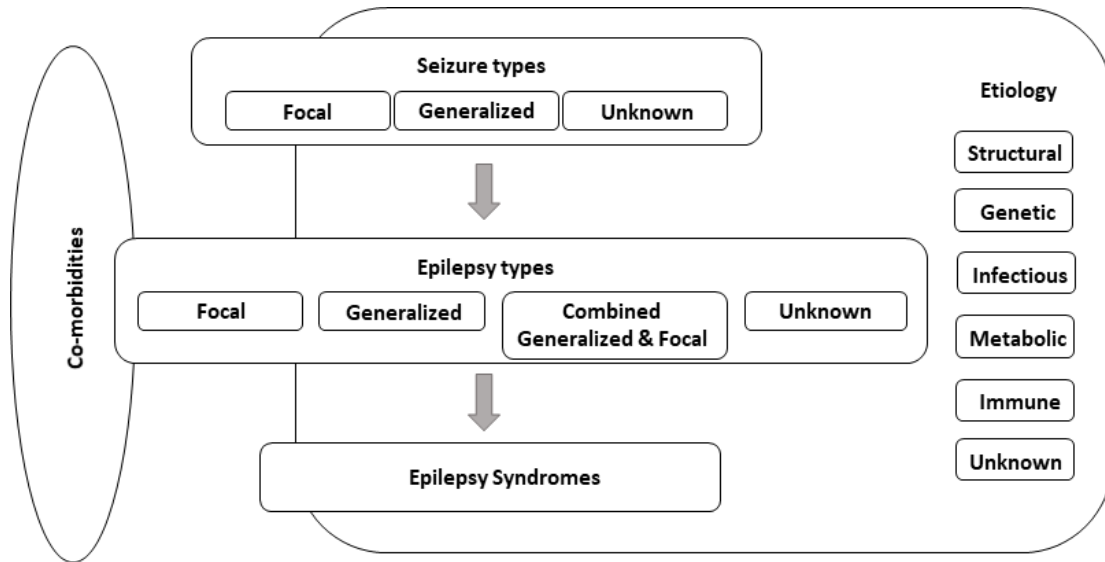 Co-morbidities
Seizure types
Focal
Generalized
Unknown
Epilepsy types
Focal
Generalized
Combined
Generalized & Focal
Unknown
Epilepsy Syndromes
Etiology
Structural
Genetic
Infectious
Metabolic
Immune
Unknown